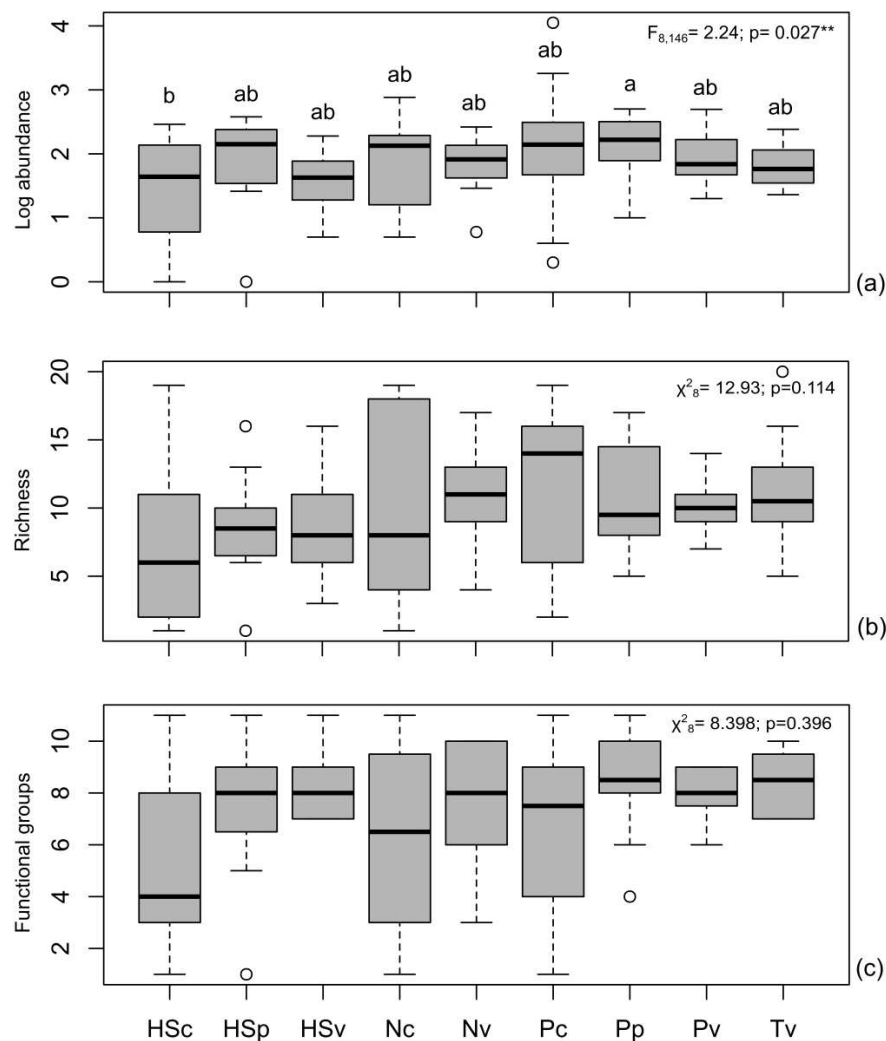 4
3
2
1
0
Log abundance
F8,146= 2.24; p= 0.027**
b
ab
ab
ab
ab
ab
a
ab
ab
(a)
20
15
10
5
Richness
χ²8= 12.93; p=0.114
(b)
10
8
6
4
2
Functional groups
χ²8= 8.398; p=0.396
(c)
HSc HSp HSv Nc Nv Pc Pp Pv Tv